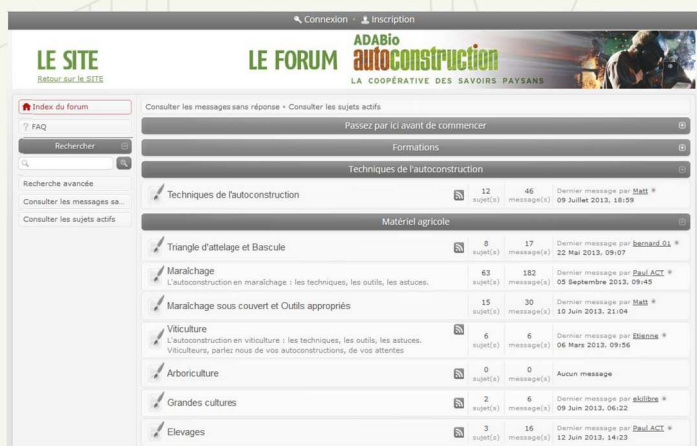 Connexion • Inscription
LE SITE
Retour sur le SITE
LE FORUM
ADABio
autoconstruction
LA COOPÉRATIVE DES SAVOIRS PAYSANS
Index du forum
FAQ
Rechercher
Recherche avancée
Consulter les messages sa...
Consulter les sujets actifs
Consulter les messages sans réponse • Consulter les sujets actifs
Passez par ici avant de commencer
Formations
Techniques de l'autoconstruction
Techniques de l'autoconstruction
12 sujet(s)
46 message(s)
Dernier message par Matt
09 Juillet 2013, 18:59
Matériel agricole
Triangle d'attelage et Bascule
8 sujet(s)
17 message(s)
Dernier message par bernard 01
22 Mai 2013, 09:07
Maraîchage
L'autoconstruction en maraîchage : les techniques, les outils, les astuces.
63 sujet(s)
182 message(s)
Dernier message par Paul ACT
05 Septembre 2013, 09:45
Maraîchage sous couvert et Outils appropriés
15 sujet(s)
30 message(s)
Dernier message par Matt
10 Juin 2013, 21:04
Viticulture
L'autoconstruction en viticulture : les techniques, les outils, les astuces.
Viticulteurs, parlez nous de vos autoconstructions, de vos attentes
6 sujet(s)
6 message(s)
Dernier message par Etienne
06 Mars 2013, 09:56
Arboriculture
0 sujet(s)
0 message(s)
Aucun message
Grandes cultures
2 sujet(s)
6 message(s)
Dernier message par ekilibre
09 Juin 2013, 06:22
Elevages
3 sujet(s)
16 message(s)
Dernier message par Paul ACT
12 Juin 2013, 14:23